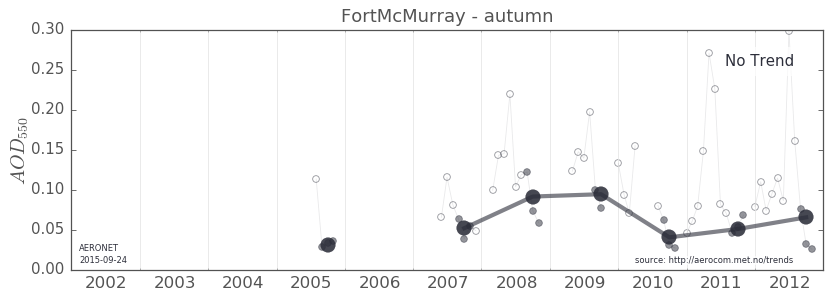 FortMcMurray - autumn
0.30
0.25
0.20
0.15
0.10
0.05
0.00
AOD550
No Trend
AERONET
2015-09-24
source: http://aerocom.met.no/trends
2002 2003 2004 2005 2006 2007 2008 2009 2010 2011 2012